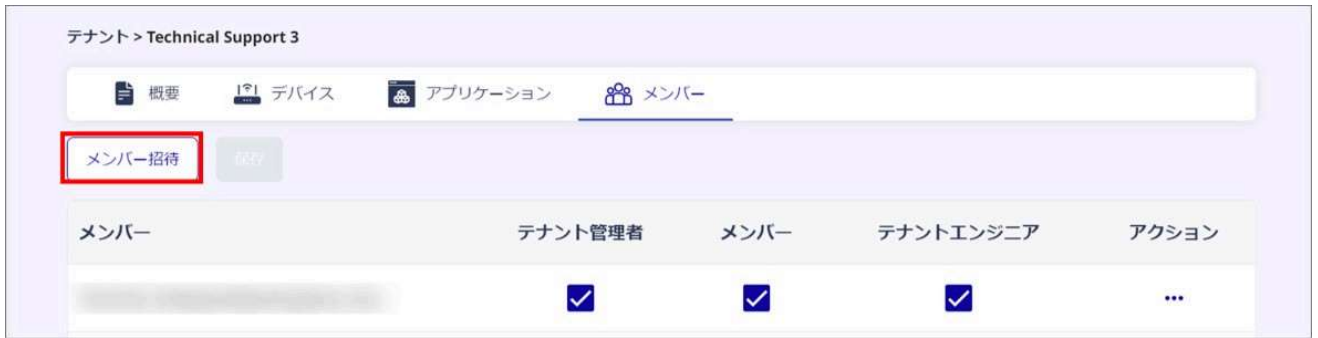 テナント > Technical Support 3
概要 デバイス アプリケーション メンバー
メンバー招待
メンバー テナント管理者 メンバー テナントエンジニア アクション
...